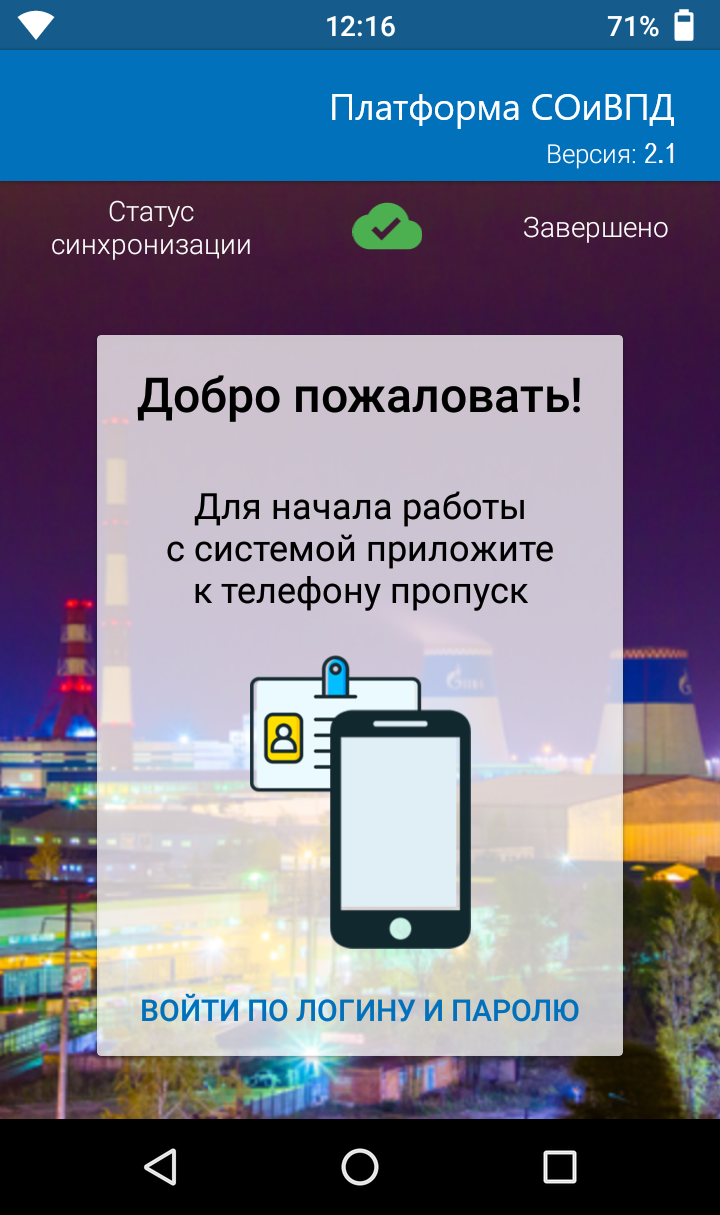 12:16
71%
Платформа СОиВПД
Версия: 2.1
Статус
синхронизации
Завершено
Добро пожаловать!
Для начала работы
с системой приложите
к телефону пропуск
ВОЙТИ ПО ЛОГИНУ И ПАРОЛЮ